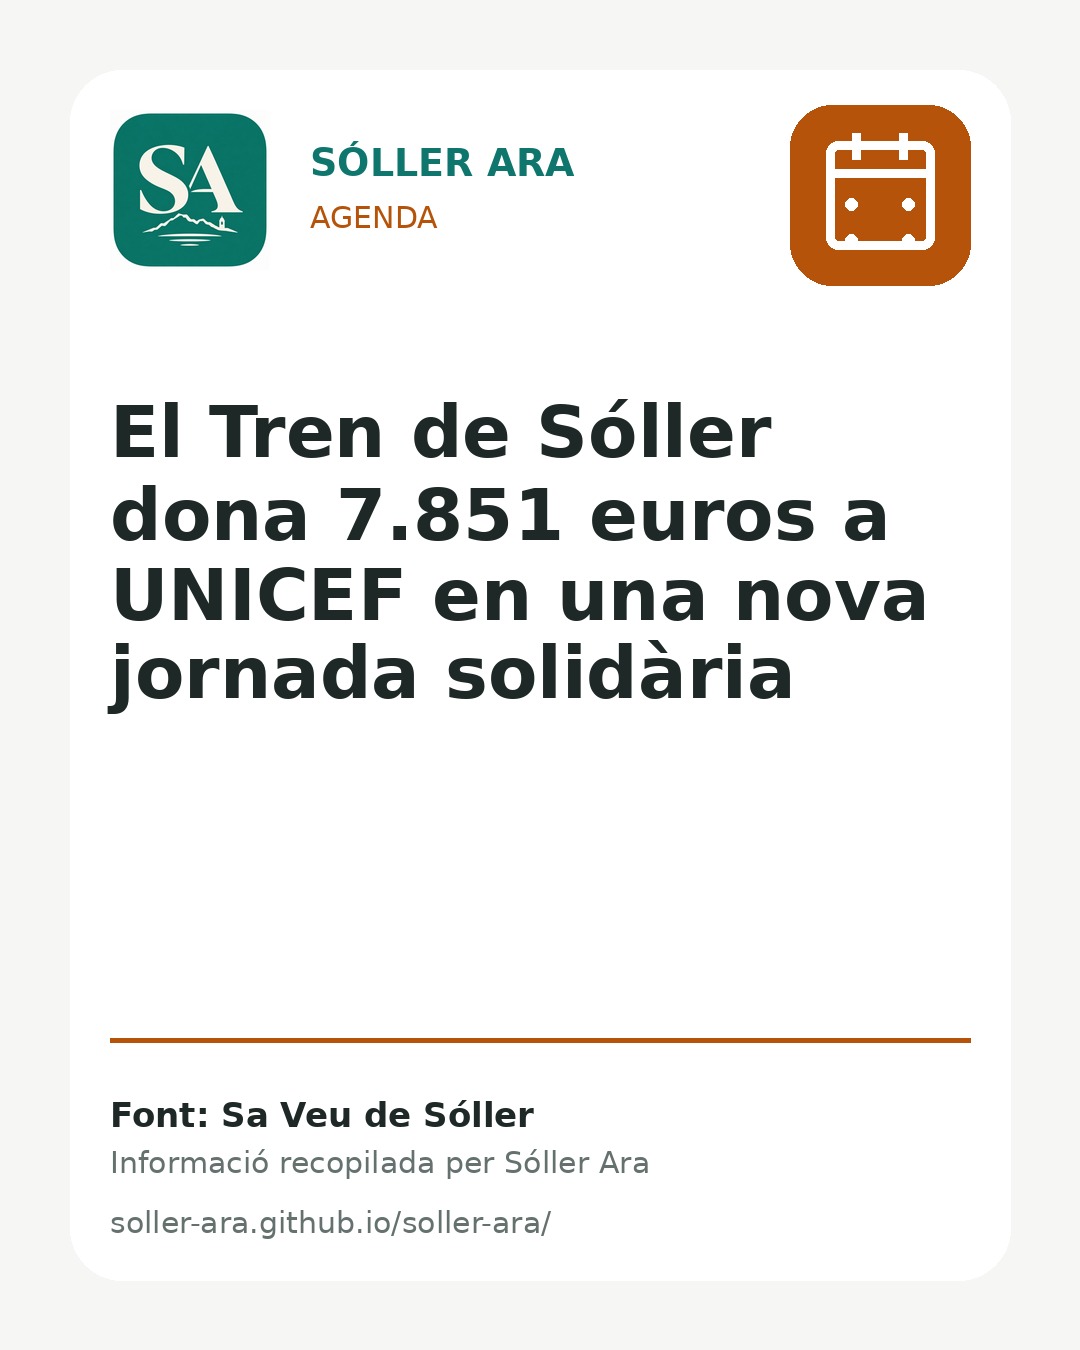 SA
SÓLLER ARA
AGENDA
El Tren de Sóller
dona 7.851 euros a
UNICEF en una nova
jornada solidària
Font: Sa Veu de Sóller
Informació recopilada per Sóller Ara
soller-ara.github.io/soller-ara/